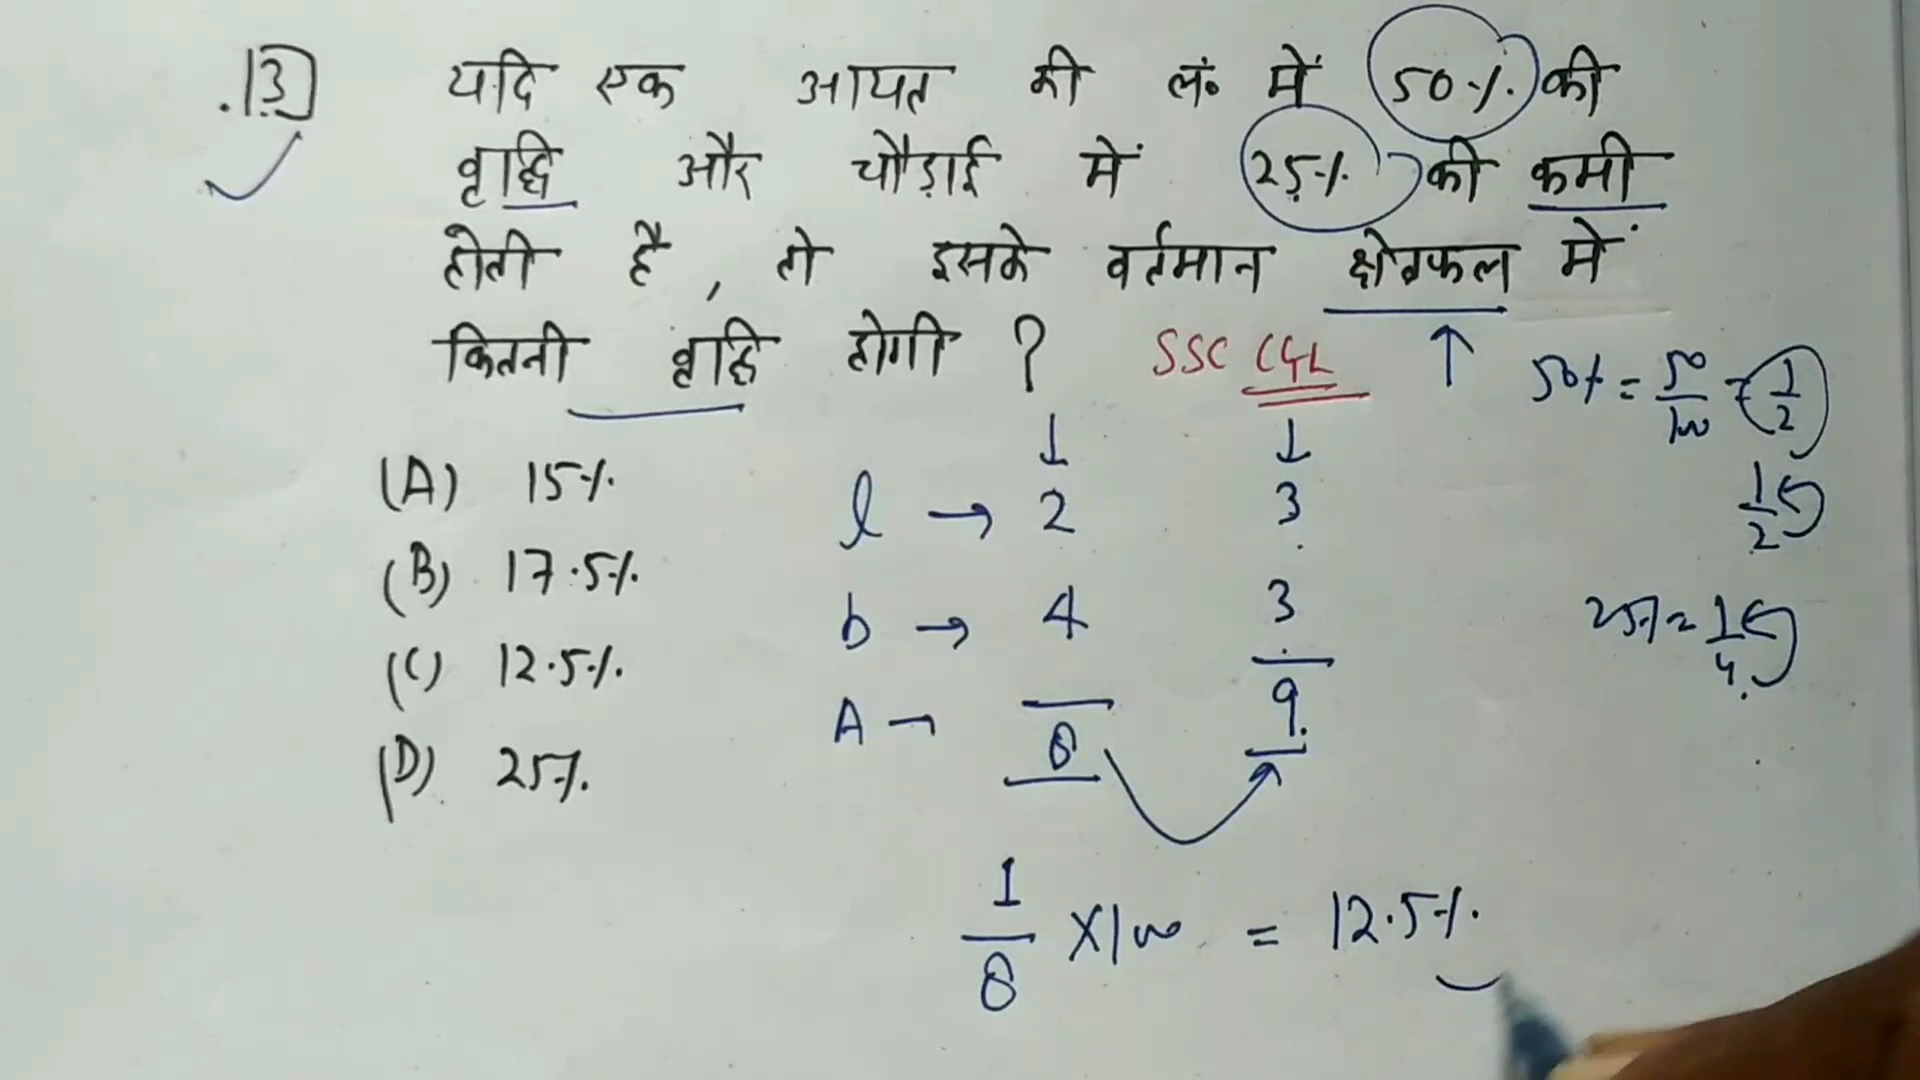 .13
यदि एक आयत की लं० में 50% की
वृद्धि और चौड़ाई में 25% की कमी
होती है, तो इसके वर्तमान क्षेत्रफल में
कितनी वृद्धि होगी ? SSC CGL ↑
50% = 50/100 = 1/2
(A) 15%
(B) 17.5%
(C) 12.5%
(D) 25%
↓ ↓
l → 2 3
b → 4 3
A → 8 9
1/2
25% = 1/4
1/8 × 100 = 12.5%